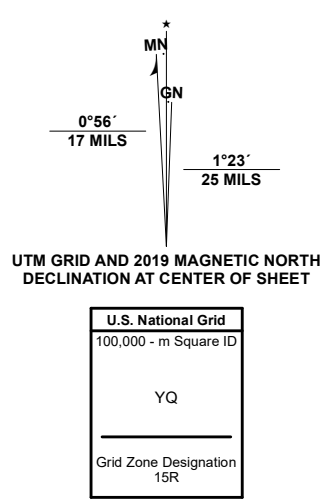 ★
MN
GN
0°56´
17 MILS
1°23´
25 MILS
UTM GRID AND 2019 MAGNETIC NORTH
DECLINATION AT CENTER OF SHEET
U.S. National Grid
100,000 - m Square ID
YQ
Grid Zone Designation
15R